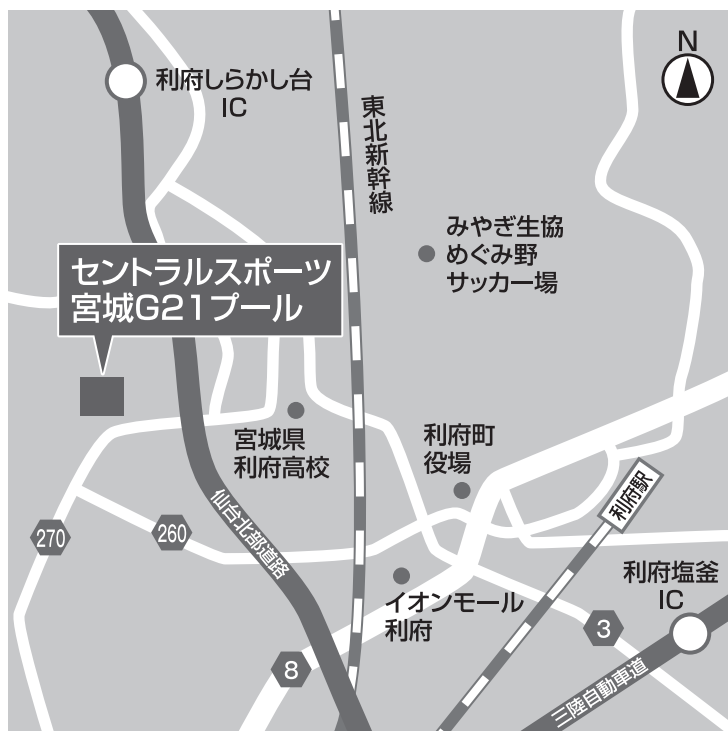 N
利府しらかし台
IC
東北新幹線
みやぎ生協
めぐみ野
サッカー場
セントラルスポーツ
宮城G21プール
宮城県
利府高校
利府町
役場
利府駅
270
260
仙台北部道路
イオンモール
利府
利府塩釜
IC
3
8
三陸自動車道